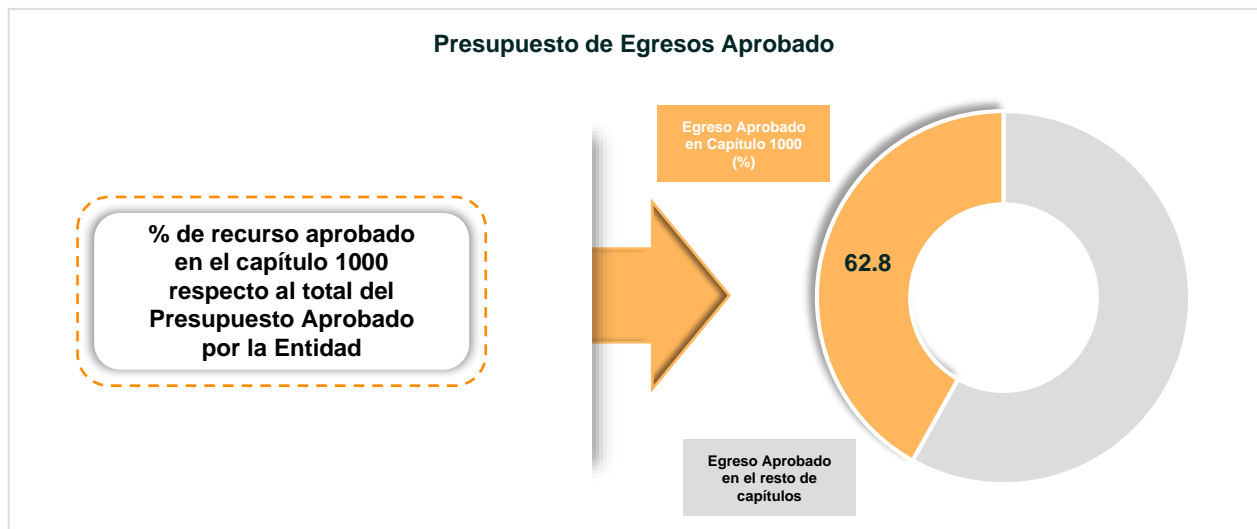 Presupuesto de Egresos Aprobado
% de recurso aprobado
en el capítulo 1000
respecto al total del
Presupuesto Aprobado
por la Entidad
Egreso Aprobado
en Capítulo 1000
(%)
62.8
Egreso Aprobado
en el resto de
capítulos